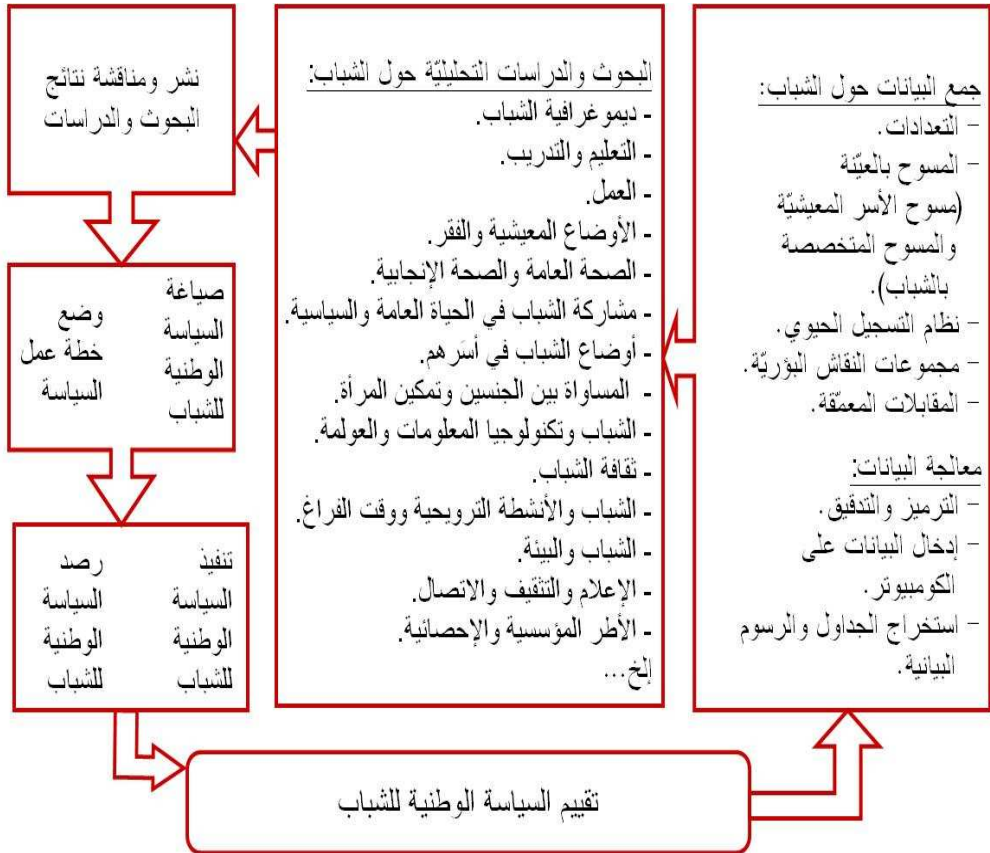 جمع البيانات حول الشباب:
- التعدادات.
- المسوح بالعيّنة
(مسوح الأسر المعيشيّة
والمسوح المتخصصة
بالشباب).
- نظام التسجيل الحيوي.
- مجموعات النقاش البؤريّة.
- المقابلات المعمّقة.
معالجة البيانات:
- الترميز والتدقيق.
- إدخال البيانات على
الكومبيوتر.
- استخراج الجداول والرسوم
البيانية.
البحوث والدراسات التحليليّة حول الشباب:
- ديموغرافية الشباب.
- التعليم والتدريب.
- العمل.
- الأوضاع المعيشية والفقر.
- الصحة العامة والصحة الإنجابية.
- مشاركة الشباب في الحياة العامة والسياسية.
- أوضاع الشباب في أسَرهم.
- المساواة بين الجنسين وتمكين المرأة.
- الشباب وتكنولوجيا المعلومات والعولمة.
- ثقافة الشباب.
- الشباب والأنشطة الترويحية ووقت الفراغ.
- الشباب والبيئة.
- الإعلام والتثقيف والاتصال.
- الأطر المؤسسية والإحصائية.
إلخ...
نشر ومناقشة نتائج
البحوث والدراسات
صياغة
السياسة
الوطنية
للشباب
وضع
خطة عمل
السياسة
تنفيذ
السياسة
الوطنية
للشباب
رصد
السياسة
الوطنية
للشباب
تقييم السياسة الوطنية للشباب